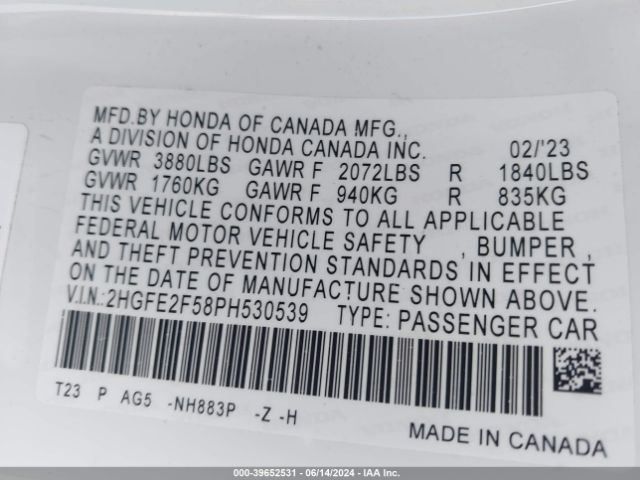 MFD.BY HONDA OF CANADA MFG.,
A DIVISION OF HONDA CANADA INC. 02/'23
GVWR 3880LBS GAWR F 2072LBS R 1840LBS
GVWR 1760KG GAWR F 940KG R 835KG
THIS VEHICLE CONFORMS TO ALL APPLICABLE
FEDERAL MOTOR VEHICLE SAFETY , BUMPER ,
AND THEFT PREVENTION STANDARDS IN EFFECT
ON THE DATE OF MANUFACTURE SHOWN ABOVE.
V.I.N.:2HGFE2F58PH530539 TYPE: PASSENGER CAR
T23 P AG5 -NH883P -Z -H
MADE IN CANADA
000-39652531 - 06/14/2024 - IAA Inc.